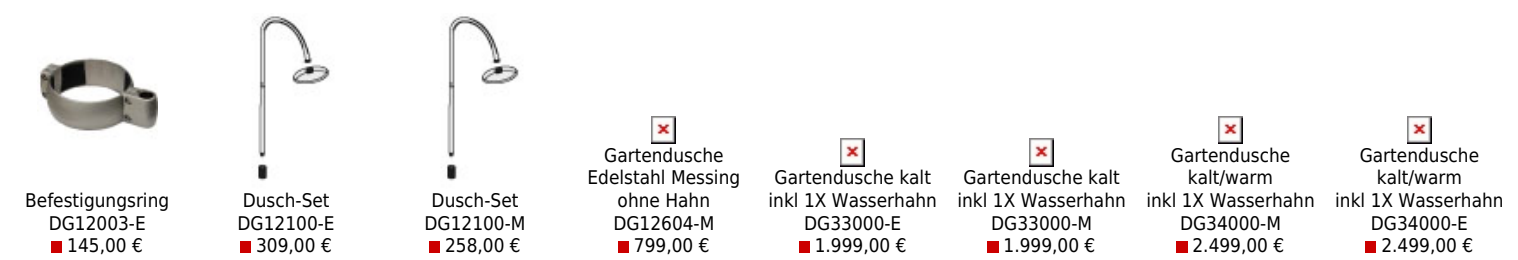 Befestigungsring
DG12003-E
145,00 €
Dusch-Set
DG12100-E
309,00 €
Dusch-Set
DG12100-M
258,00 €
Gartendusche
Edelstahl Messing
ohne Hahn
DG12604-M
799,00 €
Gartendusche kalt
inkl 1X Wasserhahn
DG33000-E
1.999,00 €
Gartendusche kalt
inkl 1X Wasserhahn
DG33000-M
1.999,00 €
Gartendusche
kalt/warm
inkl 1X Wasserhahn
DG34000-M
2.499,00 €
Gartendusche
kalt/warm
inkl 1X Wasserhahn
DG34000-E
2.499,00 €